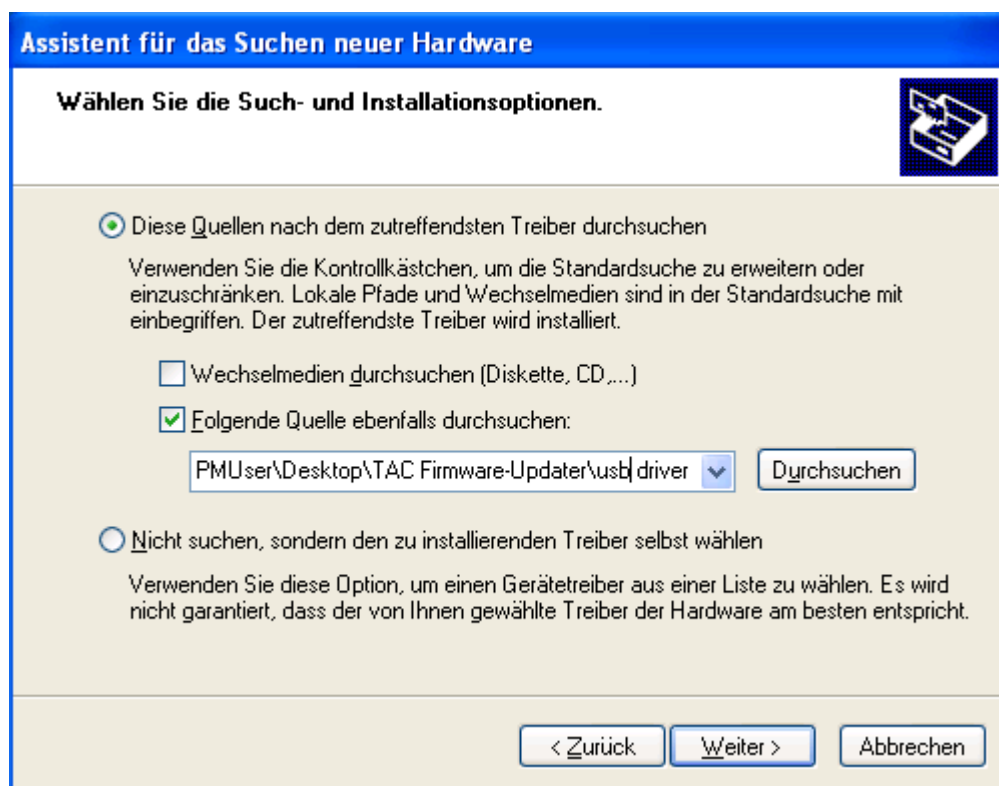 Assistent für das Suchen neuer Hardware
Wählen Sie die Such- und Installationsoptionen.
Diese Quellen nach dem zutreffendsten Treiber durchsuchen
Verwenden Sie die Kontrollkästchen, um die Standardsuche zu erweitern oder
einzuschränken. Lokale Pfade und Wechselmedien sind in der Standardsuche mit
einbegriffen. Der zutreffendste Treiber wird installiert.
Wechselmedien durchsuchen (Diskette, CD,...)
Folgende Quelle ebenfalls durchsuchen:
PMUser\Desktop\TAC Firmware-Updater\usb driver
Durchsuchen
Nicht suchen, sondern den zu installierenden Treiber selbst wählen
Verwenden Sie diese Option, um einen Gerätetreiber aus einer Liste zu wählen. Es wird
nicht garantiert, dass der von Ihnen gewählte Treiber der Hardware am besten entspricht.
< Zurück
Weiter >
Abbrechen